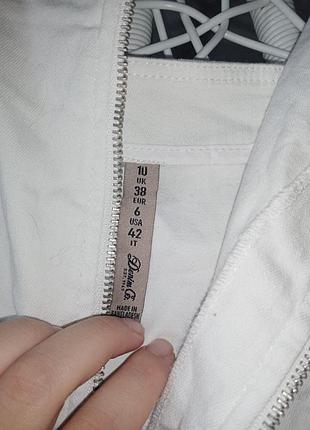 10
UK
38
EUR
6
USA
42
IT
Denim Co.
MADE IN
BANGLADESH